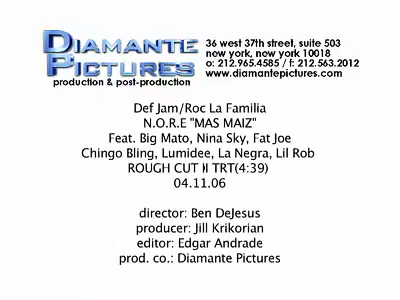 DIAMANTE
PICTURES
production & post-production
36 west 37th street, suite 503
new york, new york 10018
o: 212.965.4585 / f: 212.563.2012
www.diamantepictures.com
Def Jam/Roc La Familia
N.O.R.E "MAS MAIZ"
Feat. Big Mato, Nina Sky, Fat Joe
Chingo Bling, Lumidee, La Negra, Lil Rob
ROUGH CUT II TRT(4:39)
04.11.06
director: Ben DeJesus
producer: Jill Krikorian
editor: Edgar Andrade
prod. co.: Diamante Pictures